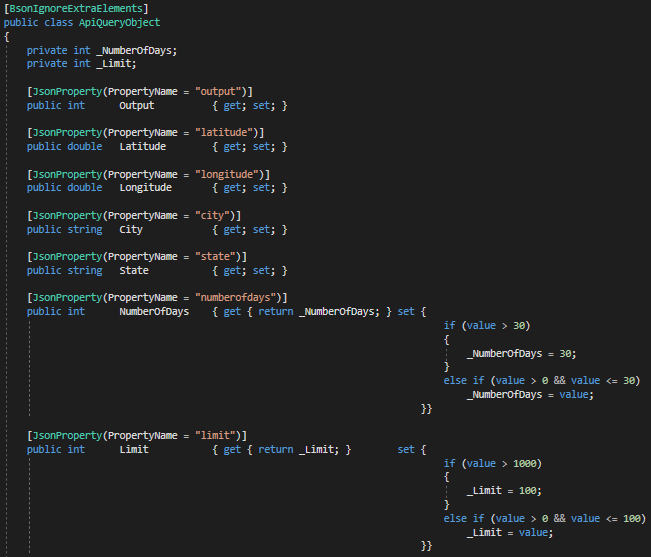 [BsonIgnoreExtraElements]
public class ApiQueryObject
{
    private int _NumberOfDays;
    private int _Limit;

    [JsonProperty(PropertyName = "output")]
    public int      Output          { get; set; }

    [JsonProperty(PropertyName = "latitude")]
    public double   Latitude        { get; set; }

    [JsonProperty(PropertyName = "longitude")]
    public double   Longitude       { get; set; }

    [JsonProperty(PropertyName = "city")]
    public string   City            { get; set; }

    [JsonProperty(PropertyName = "state")]
    public string   State           { get; set; }

    [JsonProperty(PropertyName = "numberofdays")]
    public int      NumberOfDays    { get { return _NumberOfDays; } set {
                                                                        if (value > 30)
                                                                        {
                                                                            _NumberOfDays = 30;
                                                                        }
                                                                        else if (value > 0 && value <= 30)
                                                                            _NumberOfDays = value;
                                                                    }}

    [JsonProperty(PropertyName = "limit")]
    public int      Limit           { get { return _Limit; }        set {
                                                                        if (value > 1000)
                                                                        {
                                                                            _Limit = 100;
                                                                        }
                                                                        else if (value > 0 && value <= 100)
                                                                            _Limit = value;
                                                                    }}